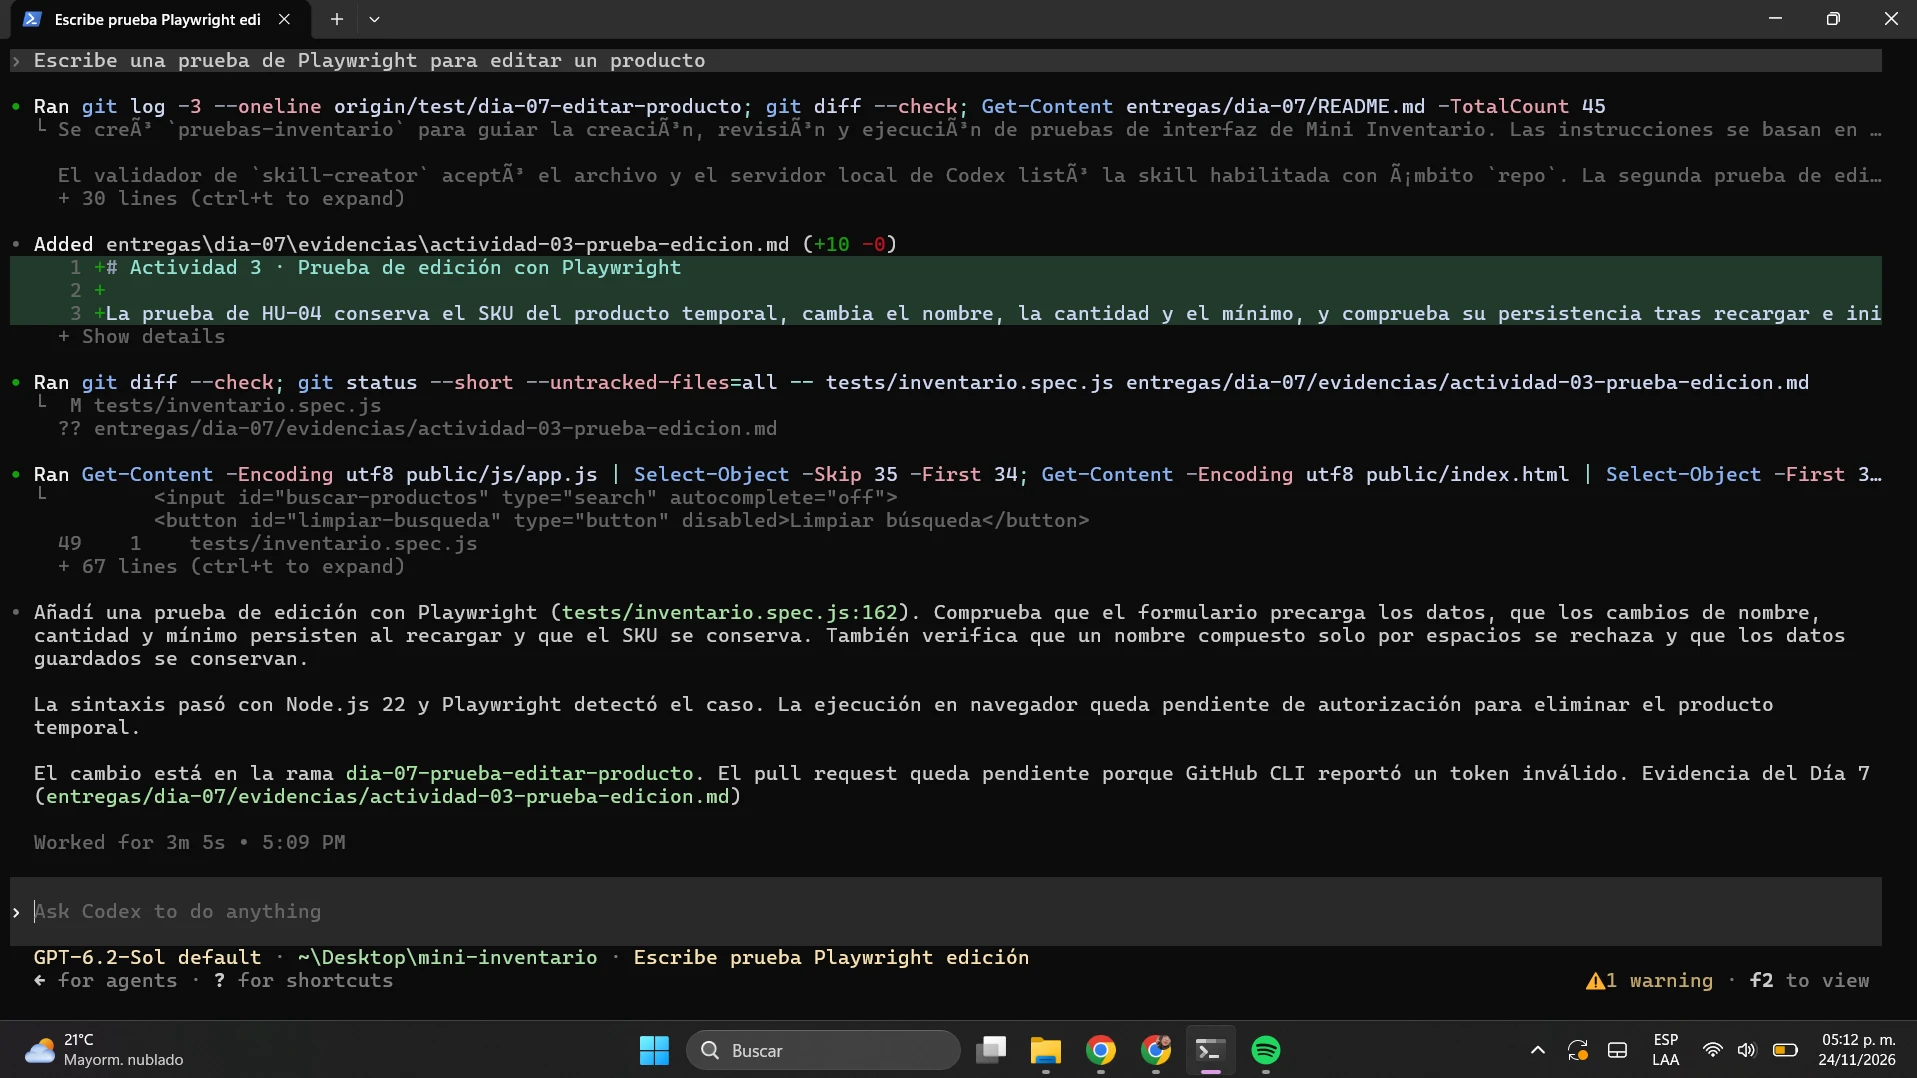 Escribe prueba Playwright edi
› Escribe una prueba de Playwright para editar un producto
• Ran git log -3 --oneline origin/test/dia-07-editar-producto; git diff --check; Get-Content entregas/dia-07/README.md -TotalCount 45
└ Se creÃ³ `pruebas-inventario` para guiar la creaciÃ³n, revisiÃ³n y ejecuciÃ³n de pruebas de interfaz de Mini Inventario. Las instrucciones se basan en …
El validador de `skill-creator` aceptÃ³ el archivo y el servidor local de Codex listÃ³ la skill habilitada con Ã¡mbito `repo`. La segunda prueba de edi…
+ 30 lines (ctrl+t to expand)
• Added entregas\dia-07\evidencias\actividad-03-prueba-edicion.md (+10 -0)
1 +# Actividad 3 · Prueba de edición con Playwright
2 +
3 +La prueba de HU-04 conserva el SKU del producto temporal, cambia el nombre, la cantidad y el mínimo, y comprueba su persistencia tras recargar e ini
+ Show details
• Ran git diff --check; git status --short --untracked-files=all -- tests/inventario.spec.js entregas/dia-07/evidencias/actividad-03-prueba-edicion.md
└ M tests/inventario.spec.js
?? entregas/dia-07/evidencias/actividad-03-prueba-edicion.md
• Ran Get-Content -Encoding utf8 public/js/app.js | Select-Object -Skip 35 -First 34; Get-Content -Encoding utf8 public/index.html | Select-Object -First 3…
└ <input id="buscar-productos" type="search" autocomplete="off">
<button id="limpiar-busqueda" type="button" disabled>Limpiar búsqueda</button>
49 1 tests/inventario.spec.js
+ 67 lines (ctrl+t to expand)
• Añadí una prueba de edición con Playwright (tests/inventario.spec.js:162). Comprueba que el formulario precarga los datos, que los cambios de nombre,
cantidad y mínimo persisten al recargar y que el SKU se conserva. También verifica que un nombre compuesto solo por espacios se rechaza y que los datos
guardados se conservan.
La sintaxis pasó con Node.js 22 y Playwright detectó el caso. La ejecución en navegador queda pendiente de autorización para eliminar el producto
temporal.
El cambio está en la rama dia-07-prueba-editar-producto. El pull request queda pendiente porque GitHub CLI reportó un token inválido. Evidencia del Día 7
(entregas/dia-07/evidencias/actividad-03-prueba-edicion.md)
Worked for 3m 5s • 5:09 PM
› Ask Codex to do anything
GPT-6.2-Sol default · ~\Desktop\mini-inventario · Escribe prueba Playwright edición
← for agents · ? for shortcuts
⚠1 warning · f2 to view
21°C
Mayorm. nublado
Buscar
ESP
LAA
05:12 p. m.
24/11/2026